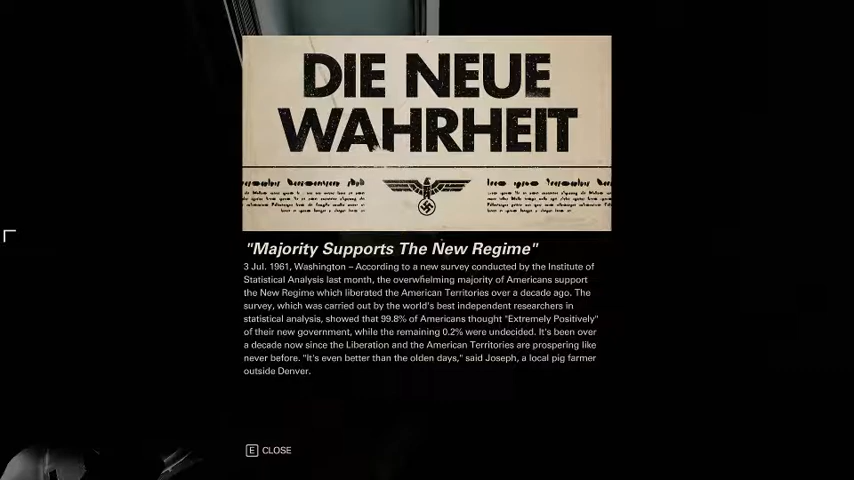 DIE NEUE
WAHRHEIT
"Majority Supports The New Regime"
3 Jul. 1961, Washington – According to a new survey conducted by the Institute of
Statistical Analysis last month, the overwhelming majority of Americans support
the New Regime which liberated the American Territories over a decade ago. The
survey, which was carried out by the world's best independent researchers in
statistical analysis, showed that 99.8% of Americans thought "Extremely Positively"
of their new government, while the remaining 0.2% were undecided. It's been over
a decade now since the Liberation and the American Territories are prospering like
never before. "It's even better than the olden days," said Joseph, a local pig farmer
outside Denver.
E CLOSE